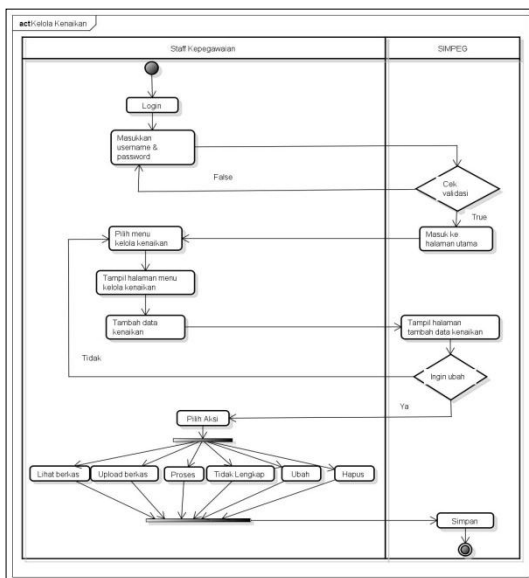 act Kelola Kenaikan
Staff Kepegawaian
SIMPEG
Login
Masukkan
username &
password
False
Cek
validasi
True
Pilih menu
kelola kenaikan
Masuk ke
halaman utama
Tampil halaman menu
kelola kenaikan
Tambah data
kenaikan
Tampil halaman
tambah data kenaikan
Tidak
Ingin ubah
Ya
Pilih Aksi
Lihat berkas
Upload berkas
Proses
Tidak Lengkap
Ubah
Hapus
Simpan